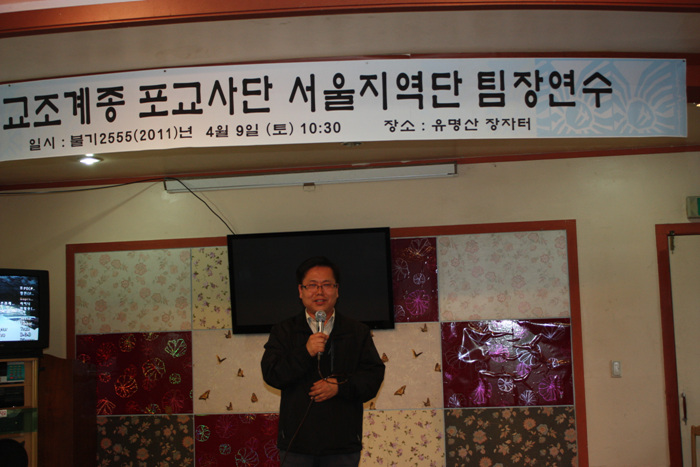 교조계종 포교사단 서울지역단 팀장연수
일시 : 불기2555(2011)년 4월 9일 (토) 10:30 장소 : 유명산 장자터